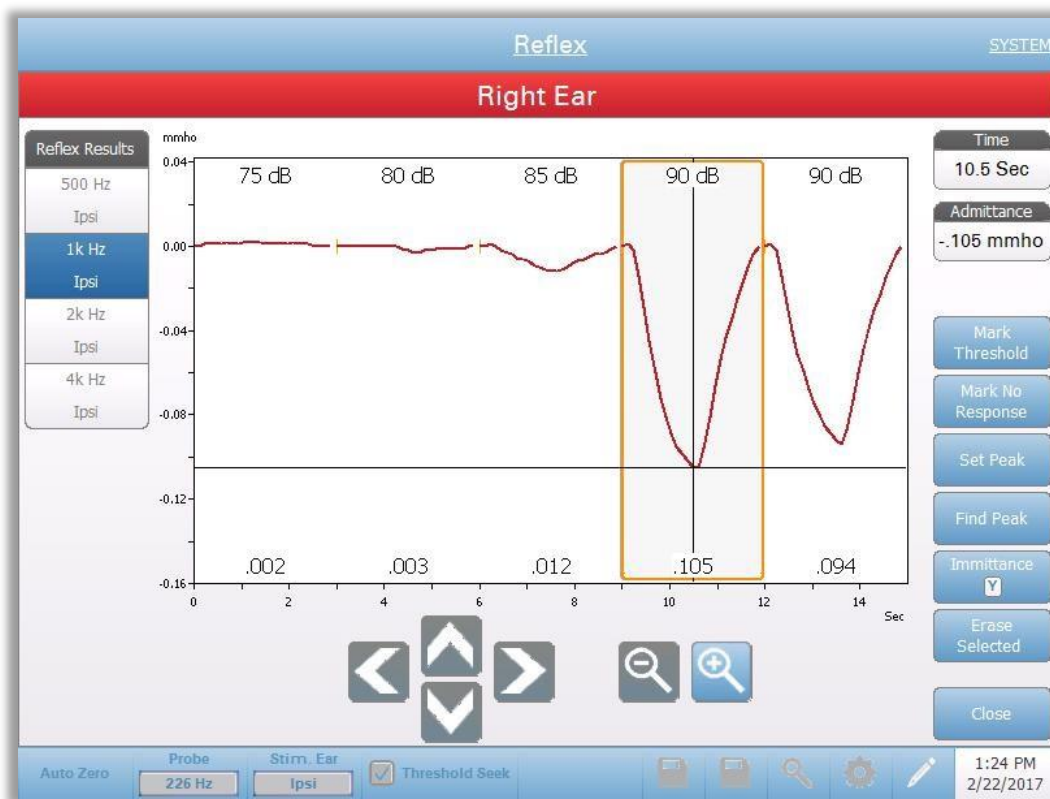 Reflex
SYSTEM
Right Ear
Reflex Results
500 Hz
Ipsi
1k Hz
Ipsi
2k Hz
Ipsi
4k Hz
Ipsi
mmho
75 dB 80 dB 85 dB 90 dB 90 dB
0.04
0.00
-0.04
-0.08
-0.12
-0.16
.002 .003 .012 .105 .094
0 2 4 6 8 10 12 14
Sec
Time
10.5 Sec
Admittance
-.105 mmho
Mark
Threshold
Mark No
Response
Set Peak
Find Peak
Immittance
Y
Erase
Selected
Close
Auto Zero
Probe
226 Hz
Stim. Ear
Ipsi
Threshold Seek
1:24 PM
2/22/2017